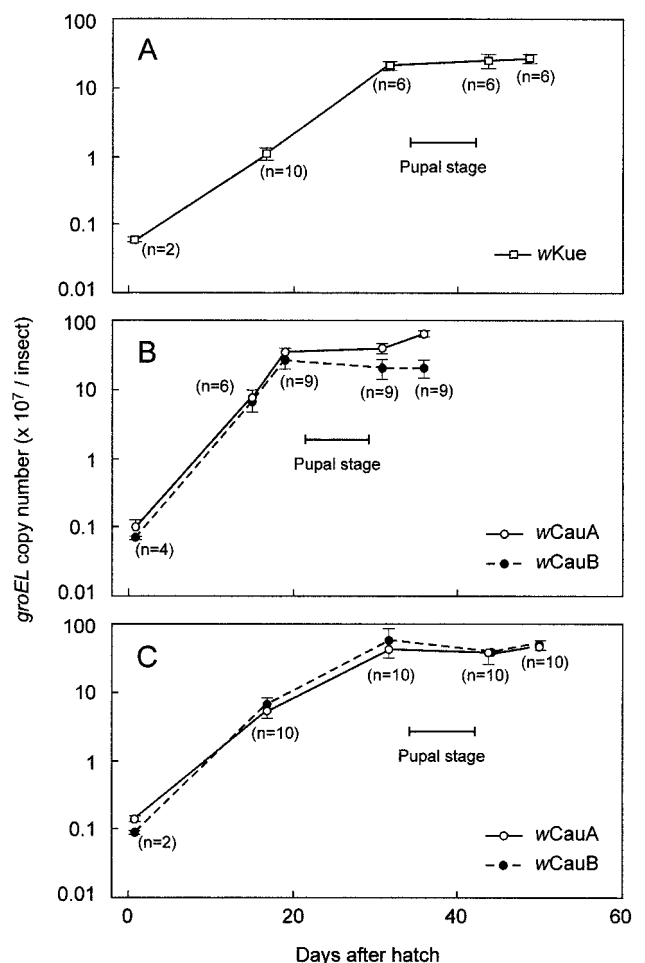 100
A
10
(n=6)
(n=6)
(n=6)
1
(n=10)
Pupal stage
0.1
(n=2)
wKue
0.01
100
B
10
(n=6)
(n=9)
(n=9)
(n=9)
1
Pupal stage
0.1
(n=4)
wCauA
wCauB
0.01
groEL copy number (x 10⁷ / insect)
100
C
10
(n=10)
(n=10)
(n=10)
(n=10)
1
Pupal stage
0.1
(n=2)
wCauA
wCauB
0.01
0
20
40
60
Days after hatch